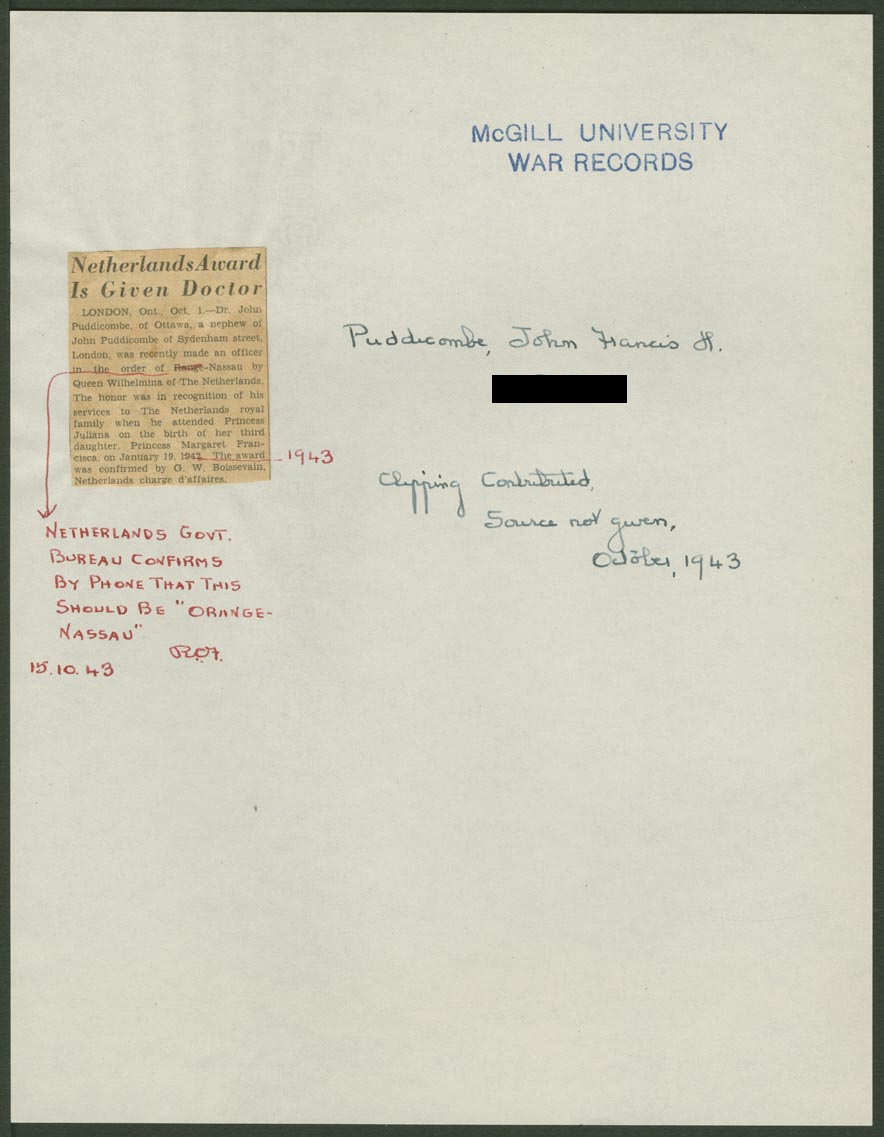 McGILL UNIVERSITY
WAR RECORDS
Netherlands Award
Is Given Doctor
LONDON, Ont., Oct. 1.—Dr. John
Puddicombe, of Ottawa, a nephew of
John Puddicombe of Sydenham street,
London, was recently made an officer
in the order of Range-Nassau by
Queen Wilhelmina of The Netherlands.
The honor was in recognition of his
services to The Netherlands royal
family when he attended Princess
Juliana on the birth of her third
daughter, Princess Margaret Fran-
cisca, on January 19, 1942. The award
was confirmed by G. W. Boissevain,
Netherlands charge d'affaires.
1943
NETHERLANDS GOVT.
BUREAU CONFIRMS
BY PHONE THAT THIS
SHOULD BE "ORANGE-
NASSAU"
15.10.43
Puddicombe, John Francis H.
Clipping Contributed,
Source not given,
October, 1943